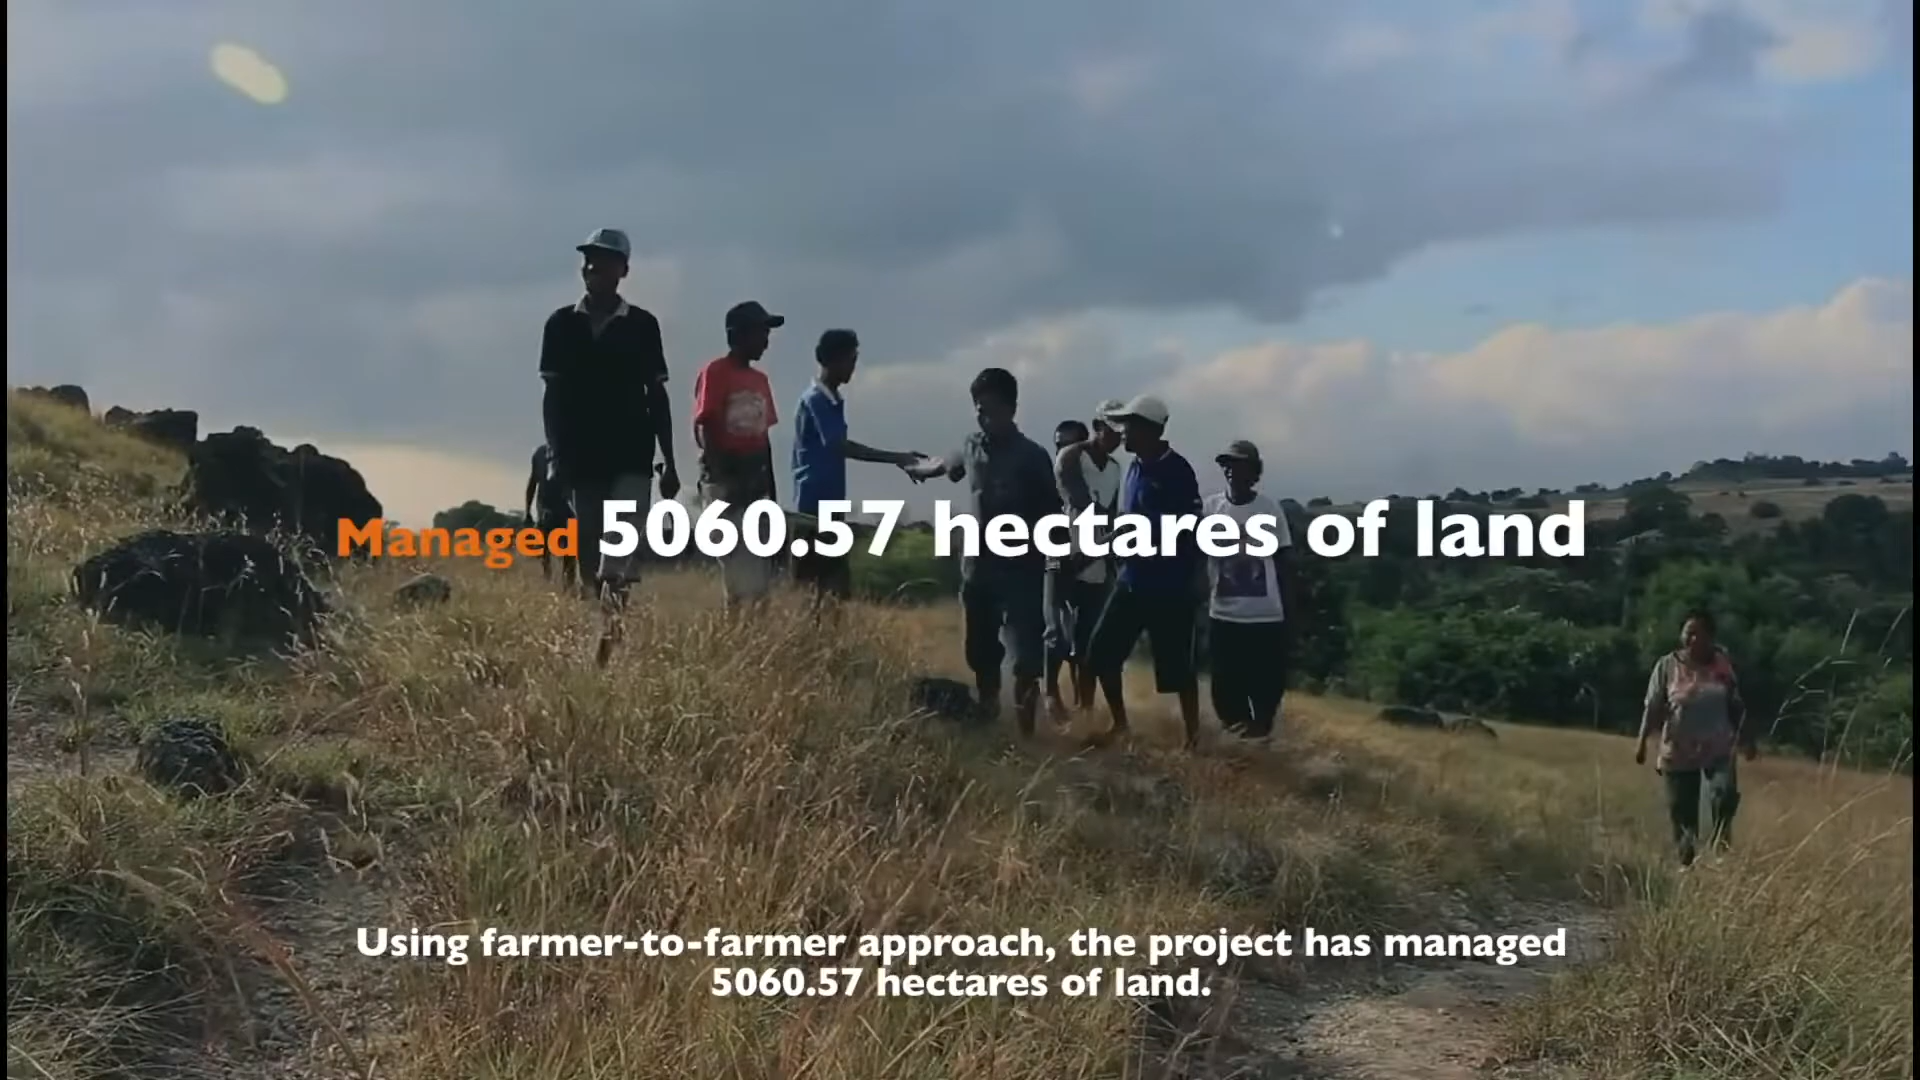 Managed 5060.57 hectares of land
Using farmer-to-farmer approach, the project has managed
5060.57 hectares of land.